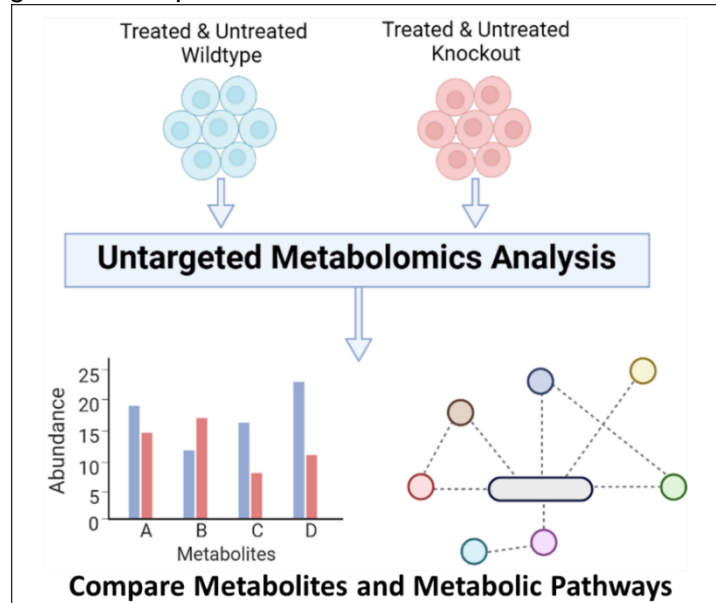 Treated & Untreated
Wildtype
Treated & Untreated
Knockout
Untargeted Metabolomics Analysis
Abundance
25
20
15
10
5
0
A B C D
Metabolites
Compare Metabolites and Metabolic Pathways